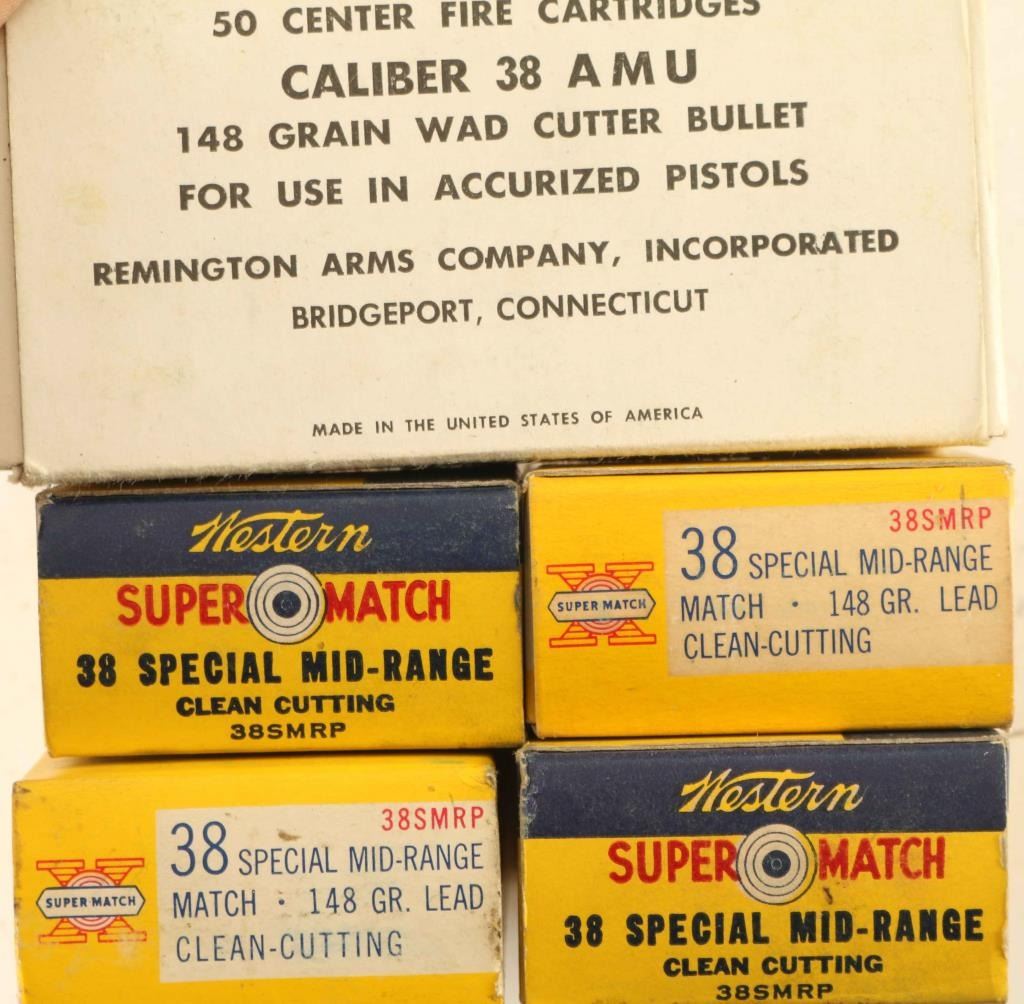 50 CENTER FIRE CARTRIDGES
CALIBER 38 AMU
148 GRAIN WAD CUTTER BULLET
FOR USE IN ACCURIZED PISTOLS
REMINGTON ARMS COMPANY, INCORPORATED
BRIDGEPORT, CONNECTICUT
MADE IN THE UNITED STATES OF AMERICA
Western
SUPER MATCH
38 SPECIAL MID-RANGE
CLEAN CUTTING
38SMRP
X
SUPER MATCH
38SMRP
38 SPECIAL MID-RANGE
MATCH · 148 GR. LEAD
CLEAN-CUTTING
X
SUPER MATCH
38SMRP
38 SPECIAL MID-RANGE
MATCH · 148 GR. LEAD
CLEAN-CUTTING
Western
SUPER MATCH
38 SPECIAL MID-RANGE
CLEAN CUTTING
38SMRP